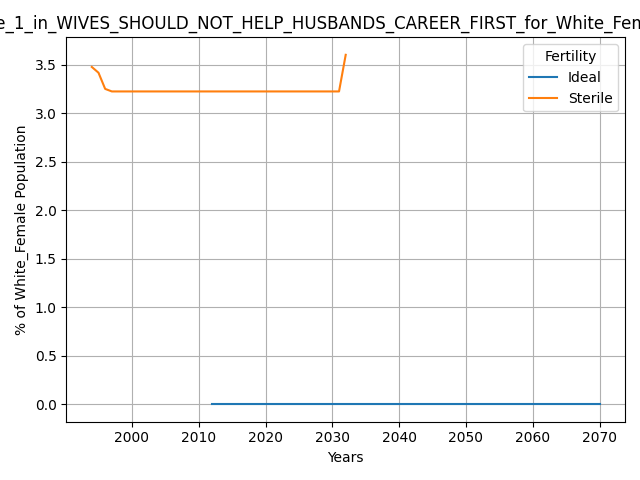 e_1_in_WIVES_SHOULD_NOT_HELP_HUSBANDS_CAREER_FIRST_for_White_Fem
Fertility
Ideal
Sterile
% of White_Female Population
3.5
3.0
2.5
2.0
1.5
1.0
0.5
0.0
2000 2010 2020 2030 2040 2050 2060 2070
Years